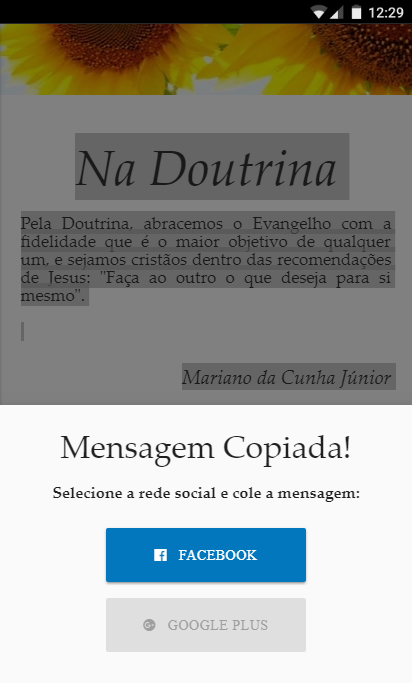 12:29
Na Doutrina
Pela Doutrina, abracemos o Evangelho com a
fidelidade que é o maior objetivo de qualquer
um, e sejamos cristãos dentro das recomendações
de Jesus: "Faça ao outro o que deseja para si
mesmo".
Mariano da Cunha Júnior
Mensagem Copiada!
Selecione a rede social e cole a mensagem:
FACEBOOK
GOOGLE PLUS